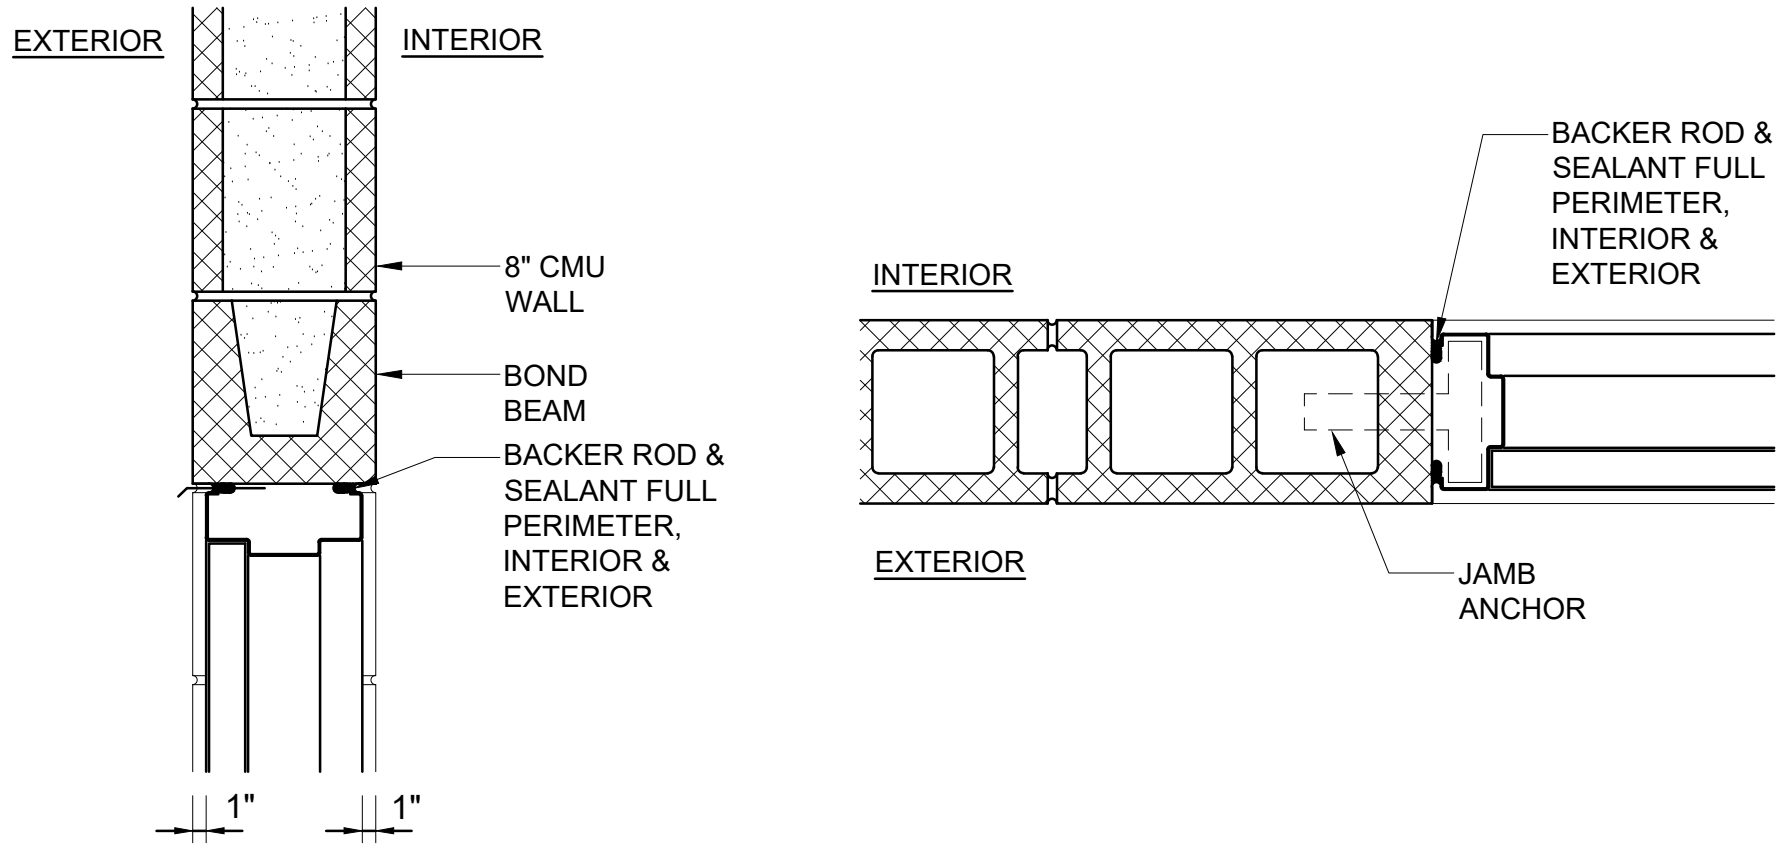 EXTERIOR
INTERIOR
8" CMU
WALL
BOND
BEAM
BACKER ROD &
SEALANT FULL
PERIMETER,
INTERIOR &
EXTERIOR
1"
1"
BACKER ROD &
SEALANT FULL
PERIMETER,
INTERIOR &
EXTERIOR
INTERIOR
EXTERIOR
JAMB
ANCHOR